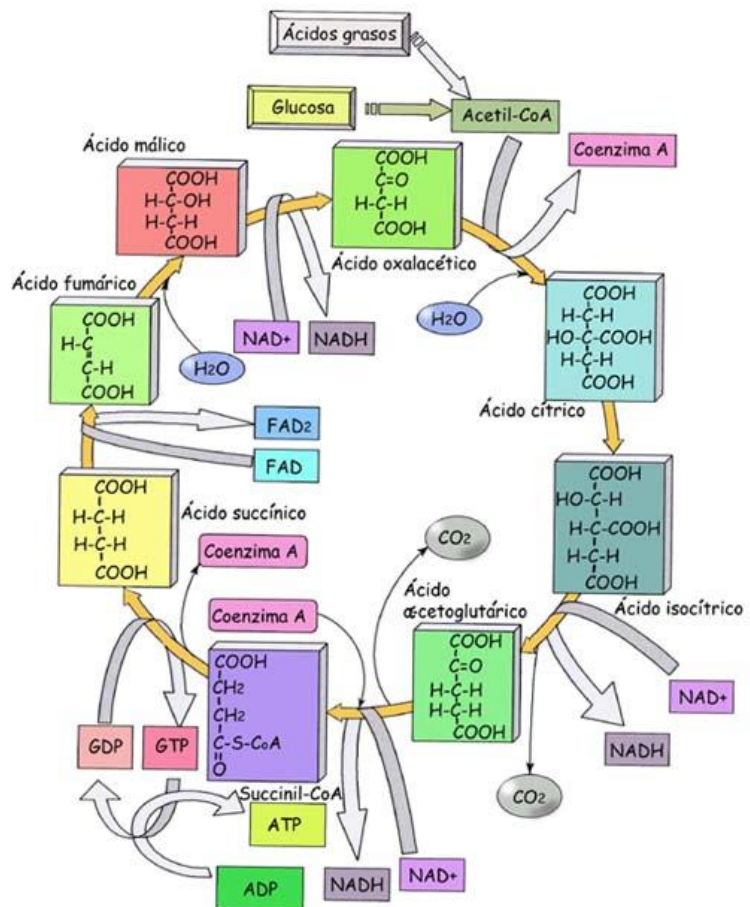 Ácidos grasos
Glucosa
Acetil-CoA
Coenzima A
Ácido málico
COOH
H-C-OH
H-C-H
COOH
COOH
C=O
H-C-H
COOH
Ácido oxalacético
H2O
COOH
H-C-H
HO-C-COOH
H-C-H
COOH
Ácido cítrico
Ácido fumárico
COOH
H-C
C-H
COOH
H2O
NAD+
NADH
FAD2
FAD
COOH
H-C-H
H-C-H
COOH
Ácido succínico
Coenzima A
Coenzima A
CO2
COOH
HO-C-H
H-C-COOH
H-C-H
COOH
Ácido isocítrico
Ácido
α-cetoglutárico
COOH
C=O
H-C-H
H-C-H
COOH
NAD+
NADH
CO2
COOH
CH2
CH2
C-S-CoA
O
Succinil-CoA
GDP
GTP
ATP
ADP
NADH
NAD+